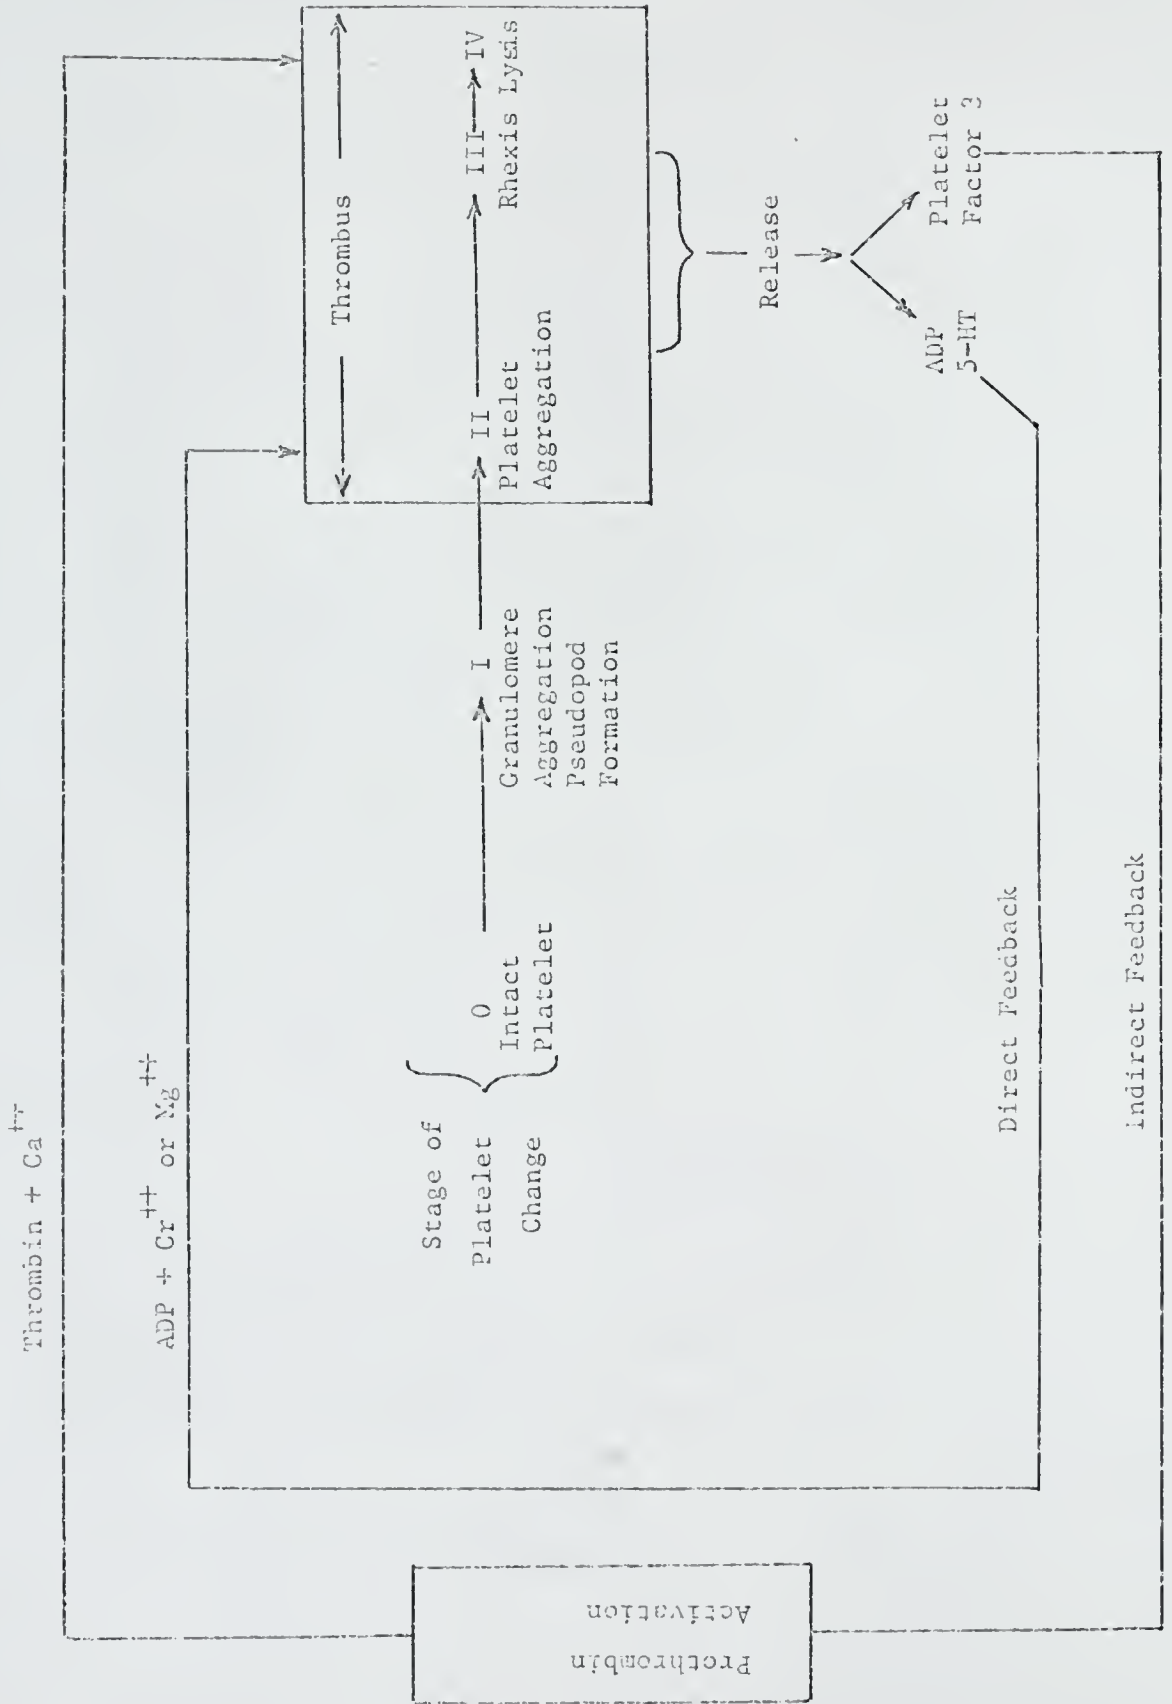 Thrombin + Ca++
ADP + Cr++ or Mg++
Thrombus
Stage of
Platelet
Change
O
Intact
Platelet
I
Granulomere
Aggregation
Pseudopod
Formation
II
Platelet
Aggregation
III
Rhexis
IV
Lysis
Release
ADP
5-HT
Platelet
Factor 3
Direct Feedback
Indirect Feedback
Prothrombin
Activation